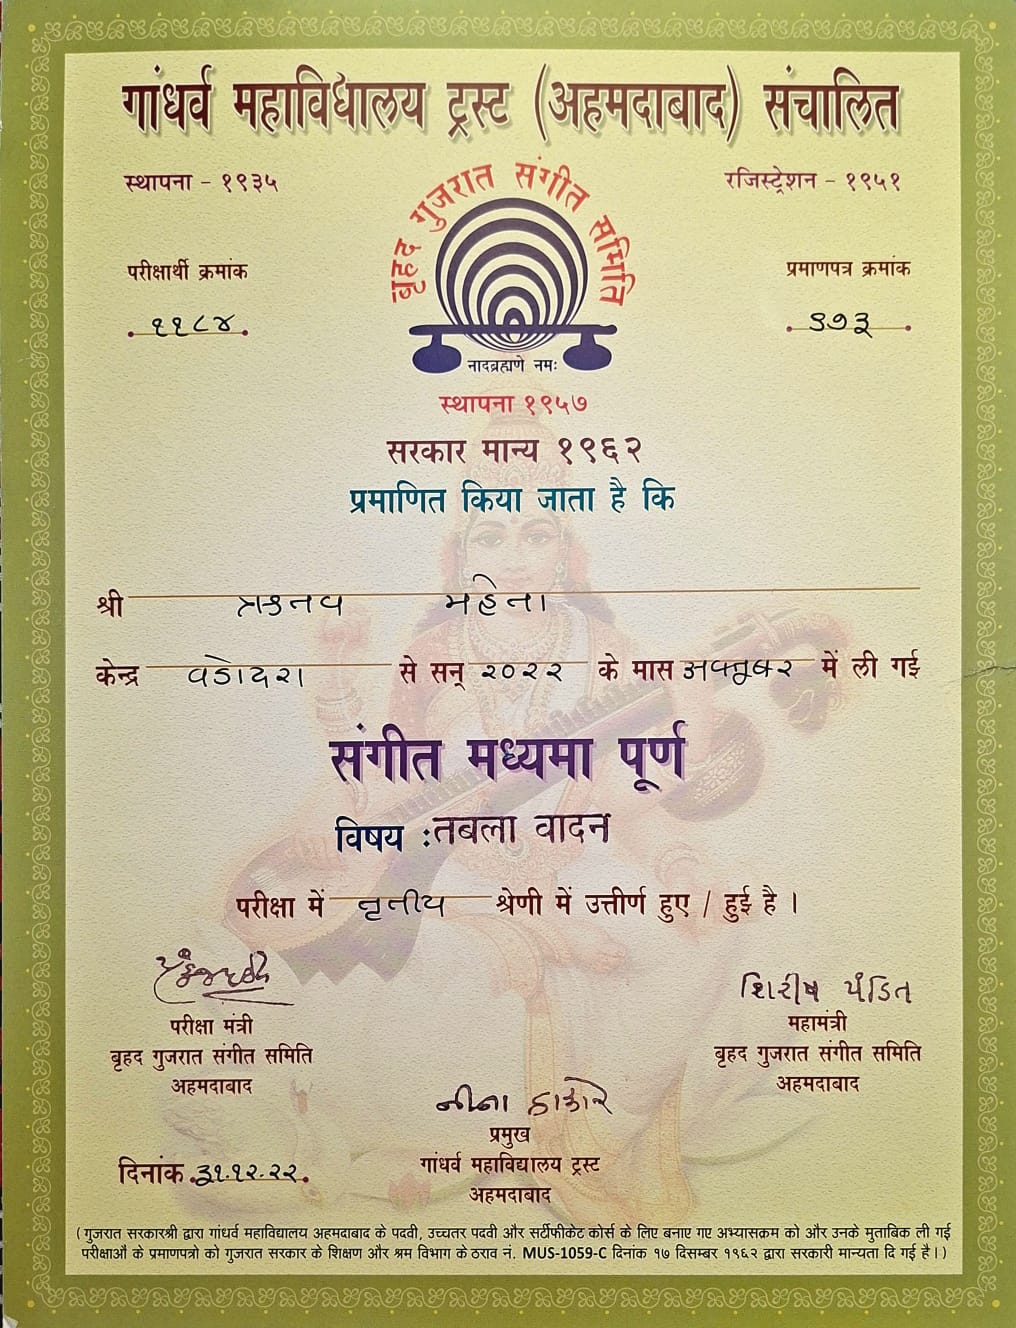 गांधर्व महाविधालय ट्रस्ट (अहमदाबाद) संचालित
स्थापना - १९३५
रजिस्ट्रेशन - १९५१
बृहद गुजरात संगीत समिति
परीक्षार्थी क्रमांक
प्रमाणपत्र क्रमांक
११८४
९७३
नादब्रह्मणे नमः
स्थापना १९५७
सरकार मान्य १९६२
प्रमाणित किया जाता है कि
श्री महेता
केन्द्र वडोदरा से सन् २०२२ के मास अक्तूबर में ली गई
संगीत मध्यमा पूर्ण
विषय : तबला वादन
परीक्षा में तृतीय श्रेणी में उत्तीर्ण हुए / हुई है ।
शिरीष पंडित
परीक्षा मंत्री
महामंत्री
बृहद गुजरात संगीत समिति
बृहद गुजरात संगीत समिति
अहमदाबाद
अहमदाबाद
नीना ठाकोर
प्रमुख
गांधर्व महाविद्यालय ट्रस्ट
अहमदाबाद
दिनांक ३१.१२.२२.
( गुजरात सरकारश्री द्वारा गांधर्व महाविद्यालय अहमदाबाद के पदवी, उच्चतर पदवी और सर्टीफीकेट कोर्स के लिए बनाए गए अभ्यासक्रम को और उनके मुताबिक ली गई
परीक्षाओं के प्रमाणपत्रो को गुजरात सरकार के शिक्षण और श्रम विभाग के ठराव नं. MUS-1059-C दिनांक १७ दिसम्बर १९६२ द्वारा सरकारी मान्यता दि गई है । )